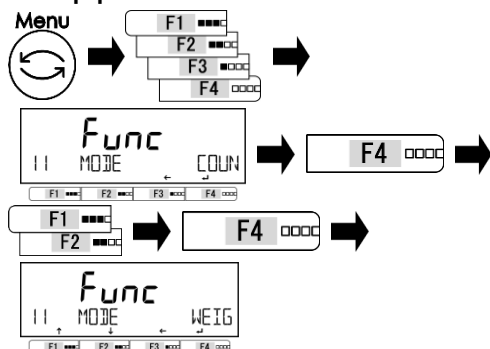 Menu
F1
F2
F3
F4
Func
11 MODE COUN
F1 F2 F3 F4
F4
F1
F2
F4
Func
11 MODE WEIG
F1 F2 F3 F4